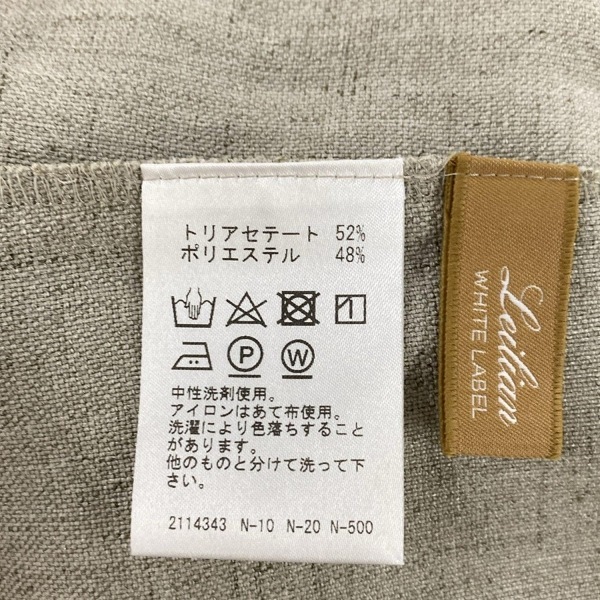 トリアセテート 52%
ポリエステル 48%
P W
中性洗剤使用。
アイロンはあて布使用。
洗濯により色落ちすること
があります。
他のものと分けて洗って下
さい。
2114343 N-10 N-20 N-500
Leilian
WHITE LABEL